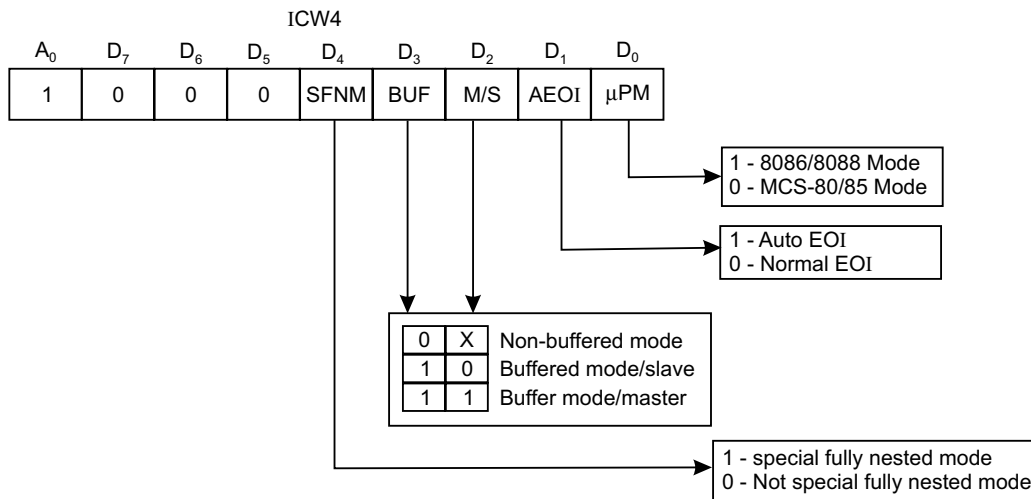 ICW4
A0 D7 D6 D5 D4 D3 D2 D1 D0
1 0 0 0 SFNM BUF M/S AEOI µPM
1 - 8086/8088 Mode
0 - MCS-80/85 Mode
1 - Auto EOI
0 - Normal EOI
0 X Non-buffered mode
1 0 Buffered mode/slave
1 1 Buffer mode/master
1 - special fully nested mode
0 - Not special fully nested mode